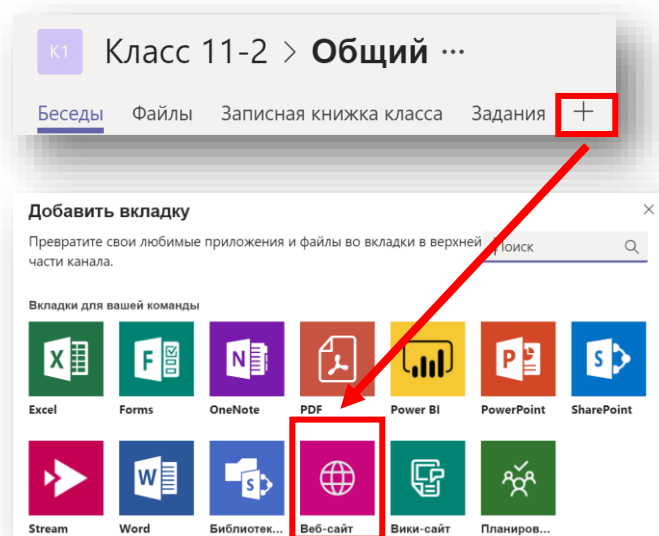 К1 Класс 11-2 > Общий ···
Беседы Файлы Записная книжка класса Задания +
Добавить вкладку
Превратите свои любимые приложения и файлы во вкладки в верхней
части канала.
Поиск
Вкладки для вашей команды
Excel Forms OneNote PDF Power BI PowerPoint SharePoint
Stream Word Библиотек... Веб-сайт Вики-сайт Планиров...